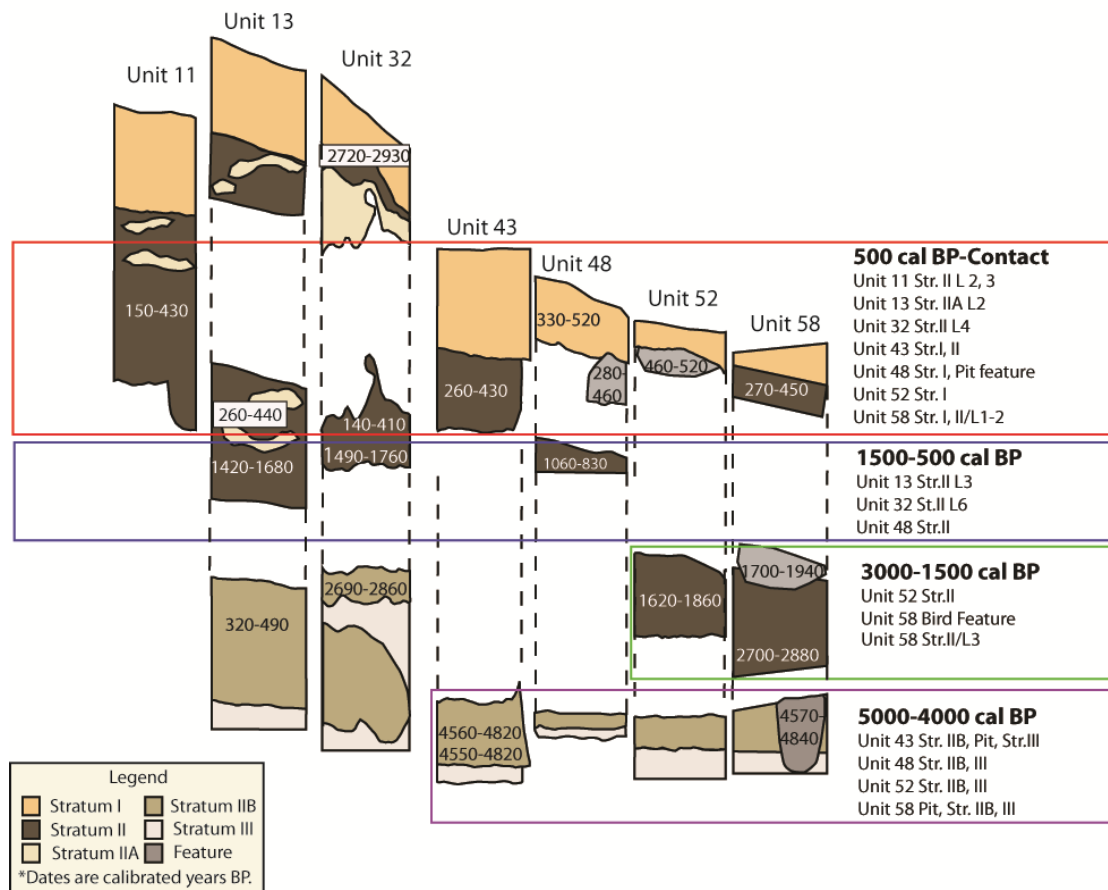 Unit 11
Unit 13
Unit 32
Unit 43
Unit 48
Unit 52
Unit 58
2720-2930
150-430
260-440
1420-1680
140-410
1490-1760
260-430
330-520
280-
460
460-520
270-450
1060-830
320-490
2690-2860
1620-1860
1700-1940
2700-2880
4560-4820
4550-4820
4570-
4840
500 cal BP-Contact
Unit 11 Str. II L 2, 3
Unit 13 Str. IIA L2
Unit 32 Str.II L4
Unit 43 Str.I, II
Unit 48 Str. I, Pit feature
Unit 52 Str. I
Unit 58 Str. I, II/L1-2
1500-500 cal BP
Unit 13 Str.II L3
Unit 32 St.II L6
Unit 48 Str.II
3000-1500 cal BP
Unit 52 Str.II
Unit 58 Bird Feature
Unit 58 Str.II/L3
5000-4000 cal BP
Unit 43 Str. IIB, Pit, Str.III
Unit 48 Str. IIB, III
Unit 52 Str. IIB, III
Unit 58 Pit, Str. IIB, III
Legend
Stratum I
Stratum II
Stratum IIA
Stratum IIB
Stratum III
Feature
*Dates are calibrated years BP.